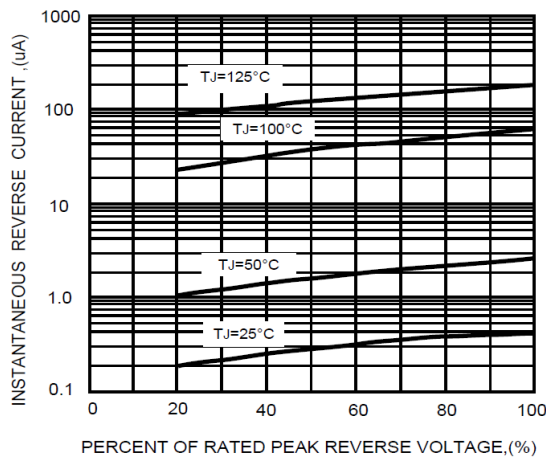 INSTANTANEOUS REVERSE CURRENT ,(uA)
1000
100
10
1.0
0.1
TJ=125°C
TJ=100°C
TJ=50°C
TJ=25°C
0 20 40 60 80 100
PERCENT OF RATED PEAK REVERSE VOLTAGE,(%)